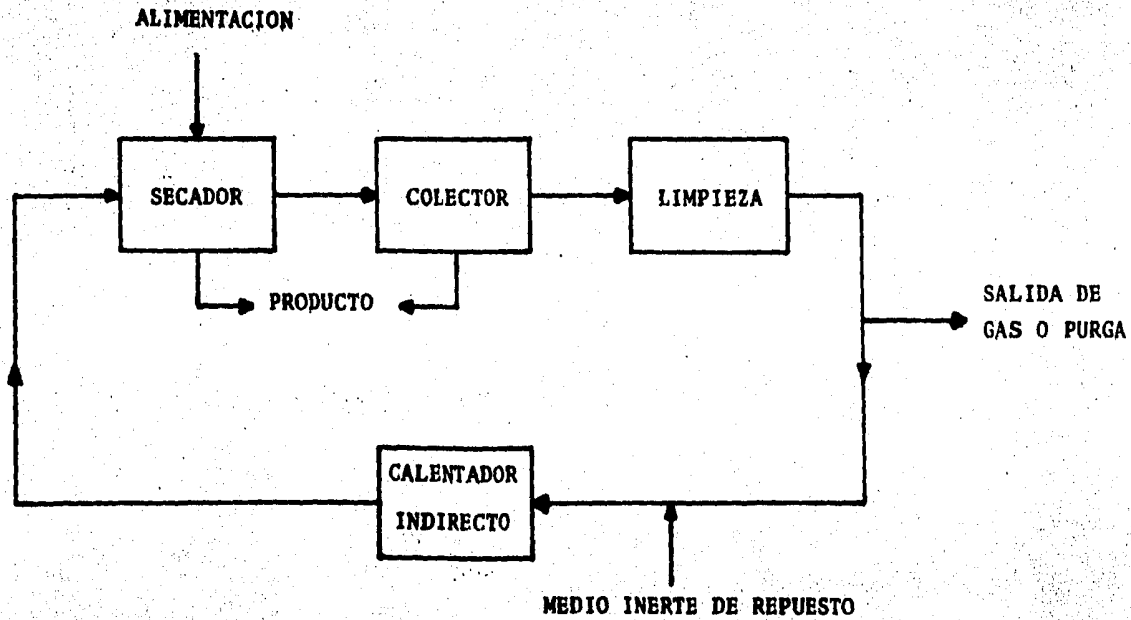 ALIMENTACION
SECADOR
COLECTOR
LIMPIEZA
PRODUCTO
SALIDA DE
GAS O PURGA
CALENTADOR
INDIRECTO
MEDIO INERTE DE REPUESTO